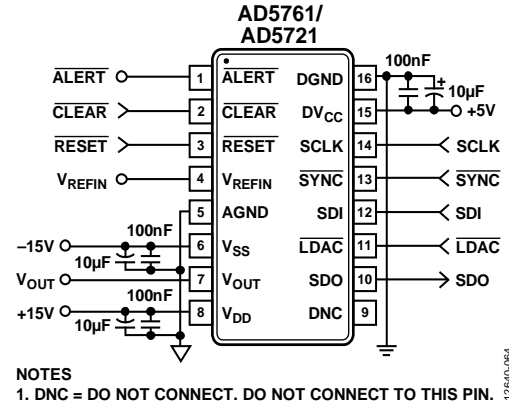 AD5761/
AD5721
ALERT
CLEAR
RESET
VREFIN
–15V
100nF
10µF
VOUT
100nF
+15V
10µF
1 ALERT
2 CLEAR
3 RESET
4 VREFIN
5 AGND
6 VSS
7 VOUT
8 VDD
DGND 16
DVCC 15
SCLK 14
SYNC 13
SDI 12
LDAC 11
SDO 10
DNC 9
100nF
10µF
+
+5V
SCLK
SYNC
SDI
LDAC
SDO
NOTES
1. DNC = DO NOT CONNECT. DO NOT CONNECT TO THIS PIN.
12640-064